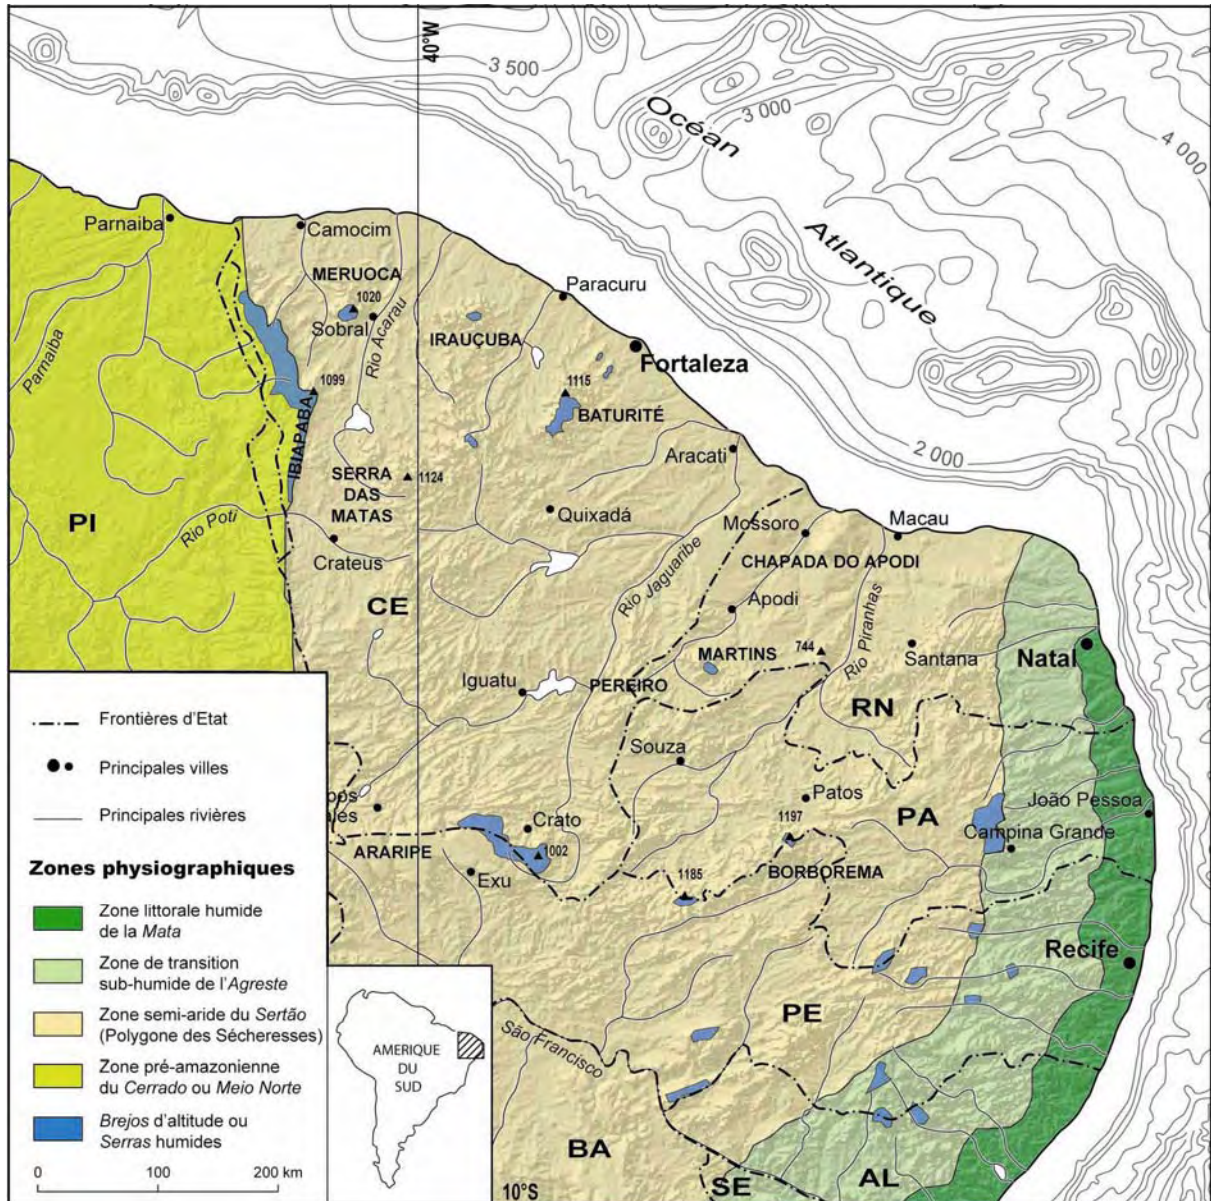 40°W
3 500
3 000
4 000
Océan
Atlantique
2 000
Parnaiba
Camocim
MERUOCA
1020
Sobral
Paracuru
IRAUÇUBA
Rio Acarau
Fortaleza
Parnaiba
1099
1115
BATURITÉ
IBIAPABA
Aracati
SERRA
DAS
MATAS
1124
PI
Rio Poti
Quixadá
Mossoro
Macau
Crateus
CHAPADA DO APODI
Rio Jaguaribe
CE
Apodi
Rio Piranhas
MARTINS
744
Santana
Natal
Iguatu
PEREIRO
RN
Souza
Patos
João Pessoa
PA
Campina Grande
1197
Crato
ARARIPE
1002
Exu
1185
BORBOREMA
Recife
PE
São Francisco
BA
SE
AL
10°S
Frontières d'Etat
Principales villes
Principales rivières
Zones physiographiques
Zone littorale humide
de la Mata
Zone de transition
sub-humide de l'Agreste
Zone semi-aride du Sertão
(Polygone des Sécheresses)
Zone pré-amazonienne
du Cerrado ou Meio Norte
Brejos d'altitude ou
Serras humides
0 100 200 km
AMERIQUE
DU
SUD